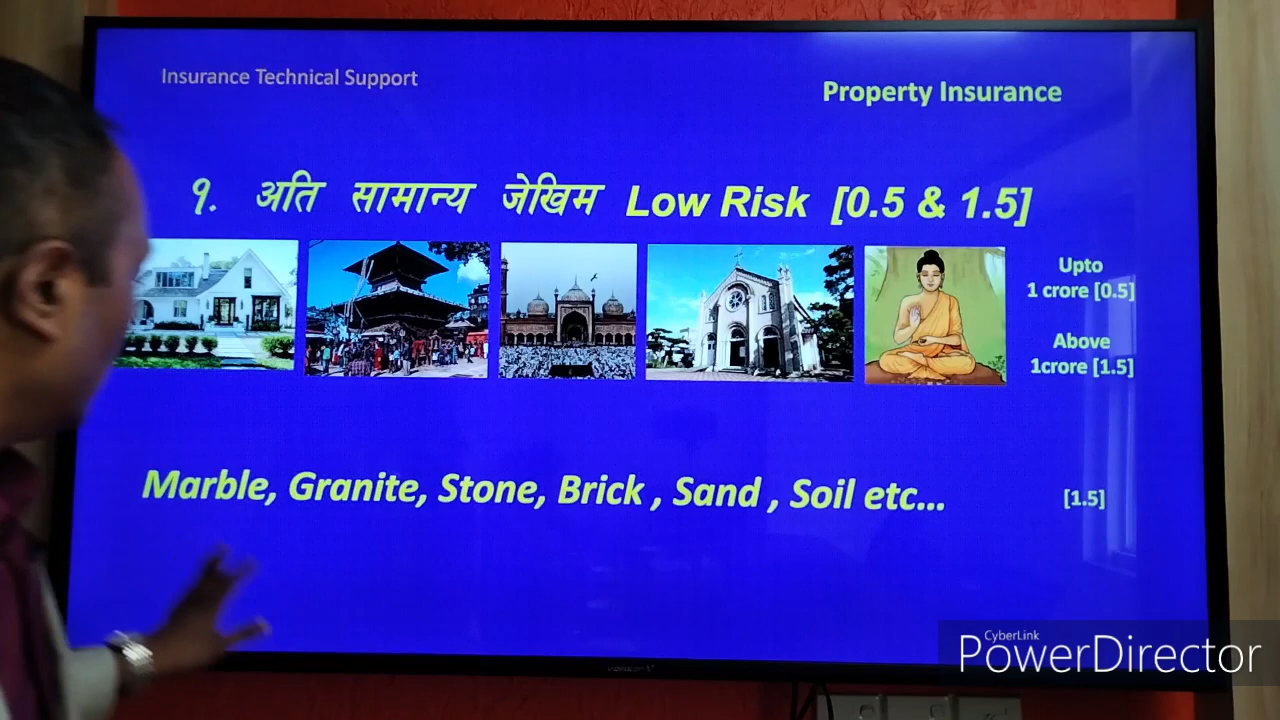 Insurance Technical Support
Property Insurance
१. अति सामान्य जेखिम Low Risk [0.5 & 1.5]
Upto
1 crore [0.5]
Above
1crore [1.5]
Marble, Granite, Stone, Brick , Sand , Soil etc...
[1.5]
CyberLink
PowerDirector